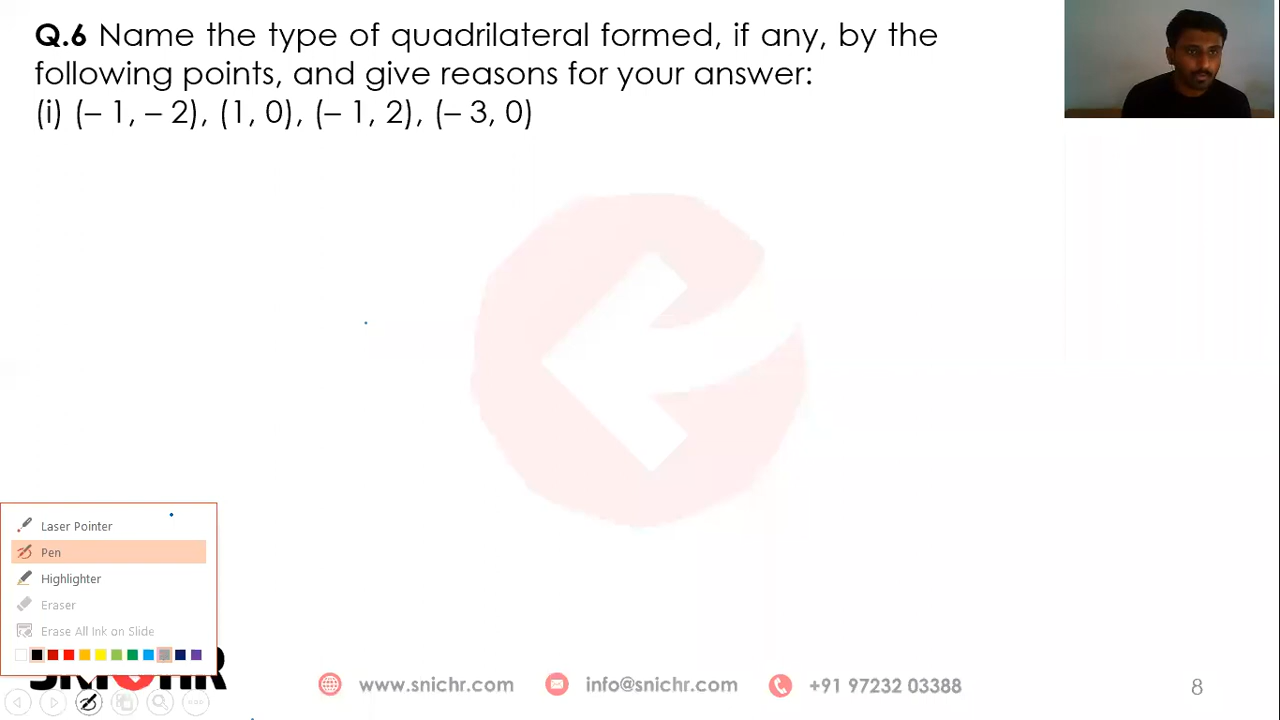 Q.6 Name the type of quadrilateral formed, if any, by the
following points, and give reasons for your answer:
(i) (– 1, – 2), (1, 0), (– 1, 2), (– 3, 0)
Laser Pointer
Pen
Highlighter
Eraser
Erase All Ink on Slide
www.snichr.com
info@snichr.com
+91 97232 03388
8